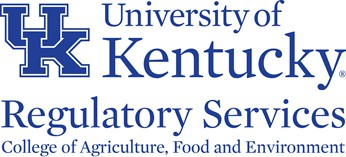 UK University of
Kentucky®
Regulatory Services
College of Agriculture, Food and Environment